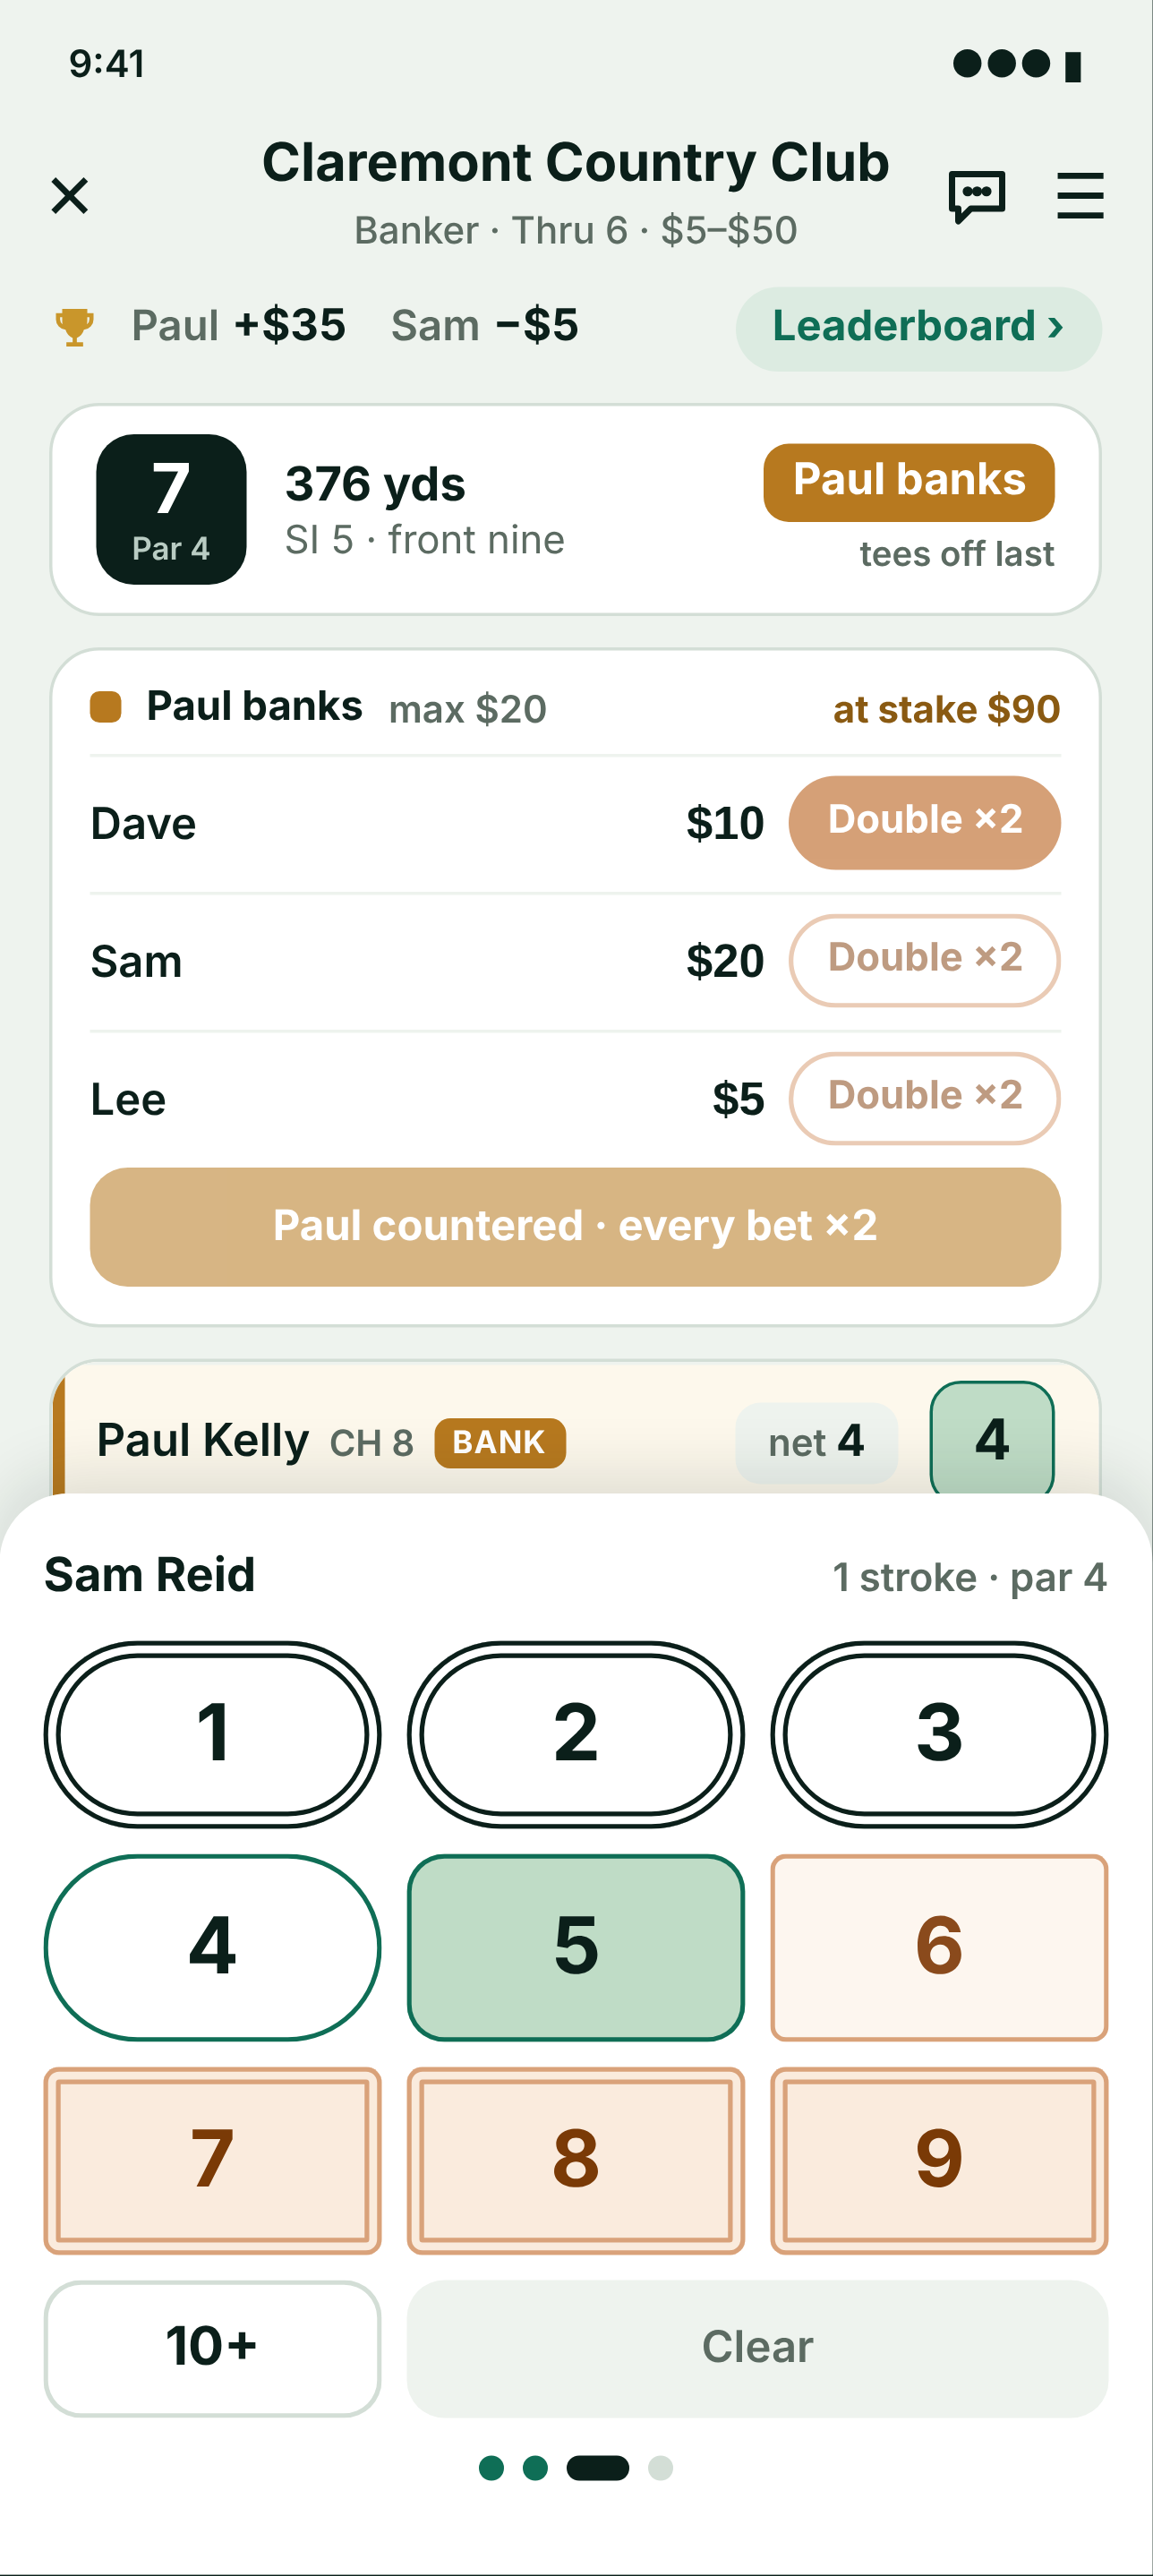 9:41
Claremont Country Club
Banker · Thru 6 · $5–$50
Paul +$35 Sam −$5 Leaderboard ›
7
Par 4
376 yds
SI 5 · front nine
Paul banks
tees off last
Paul banks max $20 at stake $90
Dave $10 Double ×2
Sam $20 Double ×2
Lee $5 Double ×2
Paul countered · every bet ×2
Paul Kelly CH 8 BANK net 4 4
Sam Reid 1 stroke · par 4
1 2 3
4 5 6
7 8 9
10+ Clear